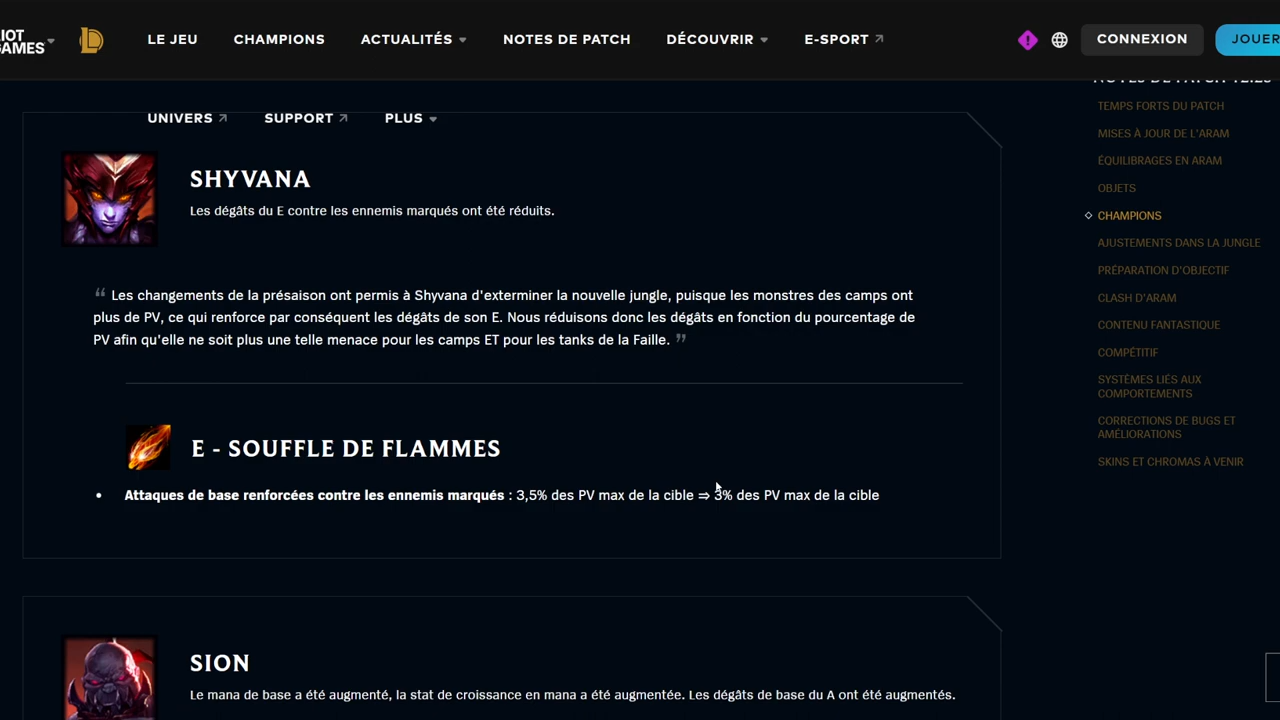 IOT
GAMES
LE JEU CHAMPIONS ACTUALITÉS NOTES DE PATCH DÉCOUVRIR E-SPORT CONNEXION JOUER
UNIVERS SUPPORT PLUS
SHYVANA
Les dégâts du E contre les ennemis marqués ont été réduits.
“ Les changements de la présaison ont permis à Shyvana d'exterminer la nouvelle jungle, puisque les monstres des camps ont
plus de PV, ce qui renforce par conséquent les dégâts de son E. Nous réduisons donc les dégâts en fonction du pourcentage de
PV afin qu'elle ne soit plus une telle menace pour les camps ET pour les tanks de la Faille. ”
E - SOUFFLE DE FLAMMES
• Attaques de base renforcées contre les ennemis marqués : 3,5% des PV max de la cible ⇒ 3% des PV max de la cible
SION
Le mana de base a été augmenté, la stat de croissance en mana a été augmentée. Les dégâts de base du A ont été augmentés.
NOTES DE PATCH
TEMPS FORTS DU PATCH
MISES À JOUR DE L'ARAM
ÉQUILIBRAGES EN ARAM
OBJETS
CHAMPIONS
AJUSTEMENTS DANS LA JUNGLE
PRÉPARATION D'OBJECTIF
CLASH D'ARAM
CONTENU FANTASTIQUE
COMPÉTITIF
SYSTÈMES LIÉS AUX
COMPORTEMENTS
CORRECTIONS DE BUGS ET
AMÉLIORATIONS
SKINS ET CHROMAS À VENIR